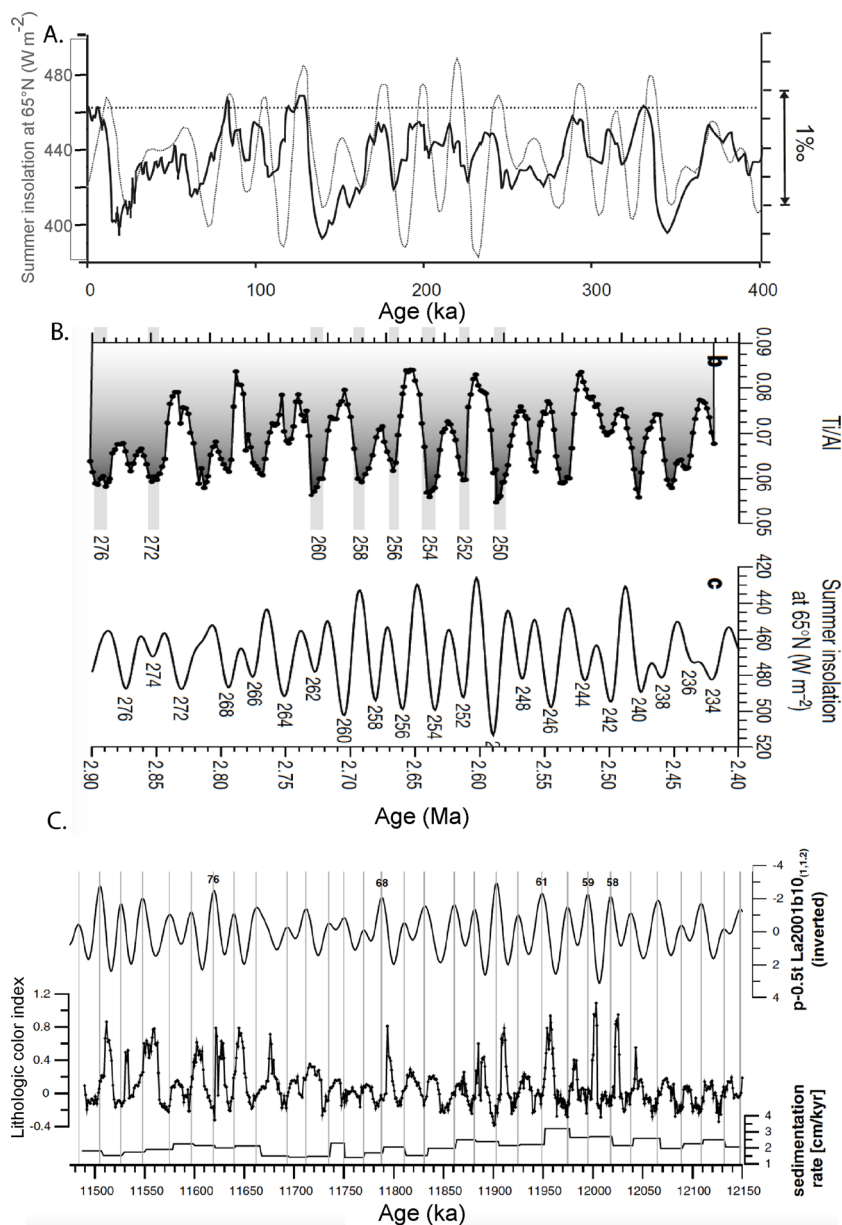 A.
Summer insolation at 65°N (W m-2)
480
440
400
1‰
0 100 200 300 400
Age (ka)
B.
b
0.09
0.08
0.07
0.06
0.05
Ti/Al
276 272 260 258 256 254 252 250
c
420
440
460
480
500
520
Summer insolation
at 65°N (W m-2)
276 274 272 268 266 264 262 260 258 256 254 252 248 246 244 242 240 238 236 234
2.90 2.85 2.80 2.75 2.70 2.65 2.60 2.55 2.50 2.45 2.40
Age (Ma)
C.
76 68 61 59 58
-4
-2
0
2
4
p-0.5t La2001b10(1,1.2)
(inverted)
1.2
0.8
0.4
0
-0.4
Lithologic color index
4
3
2
1
sedimentation
rate [cm/kyr]
11500 11550 11600 11650 11700 11750 11800 11850 11900 11950 12000 12050 12100 12150
Age (ka)